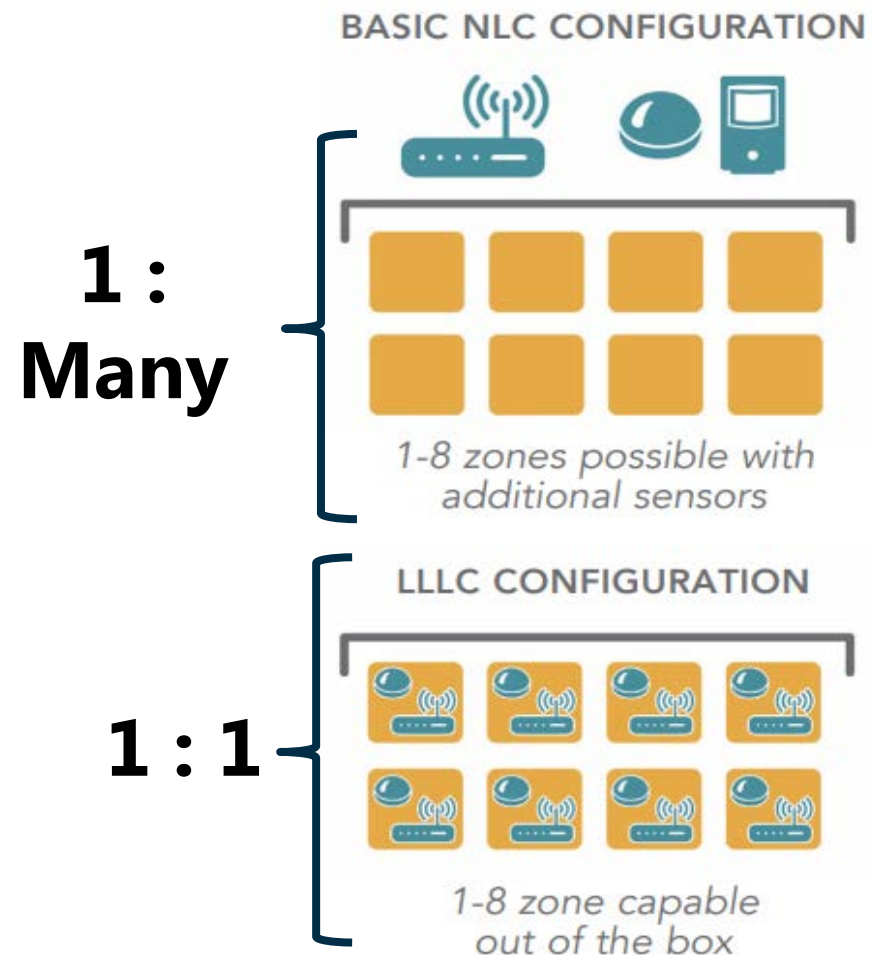 BASIC NLC CONFIGURATION
1 :
Many
1-8 zones possible with
additional sensors
LLLC CONFIGURATION
1 : 1
1-8 zone capable
out of the box